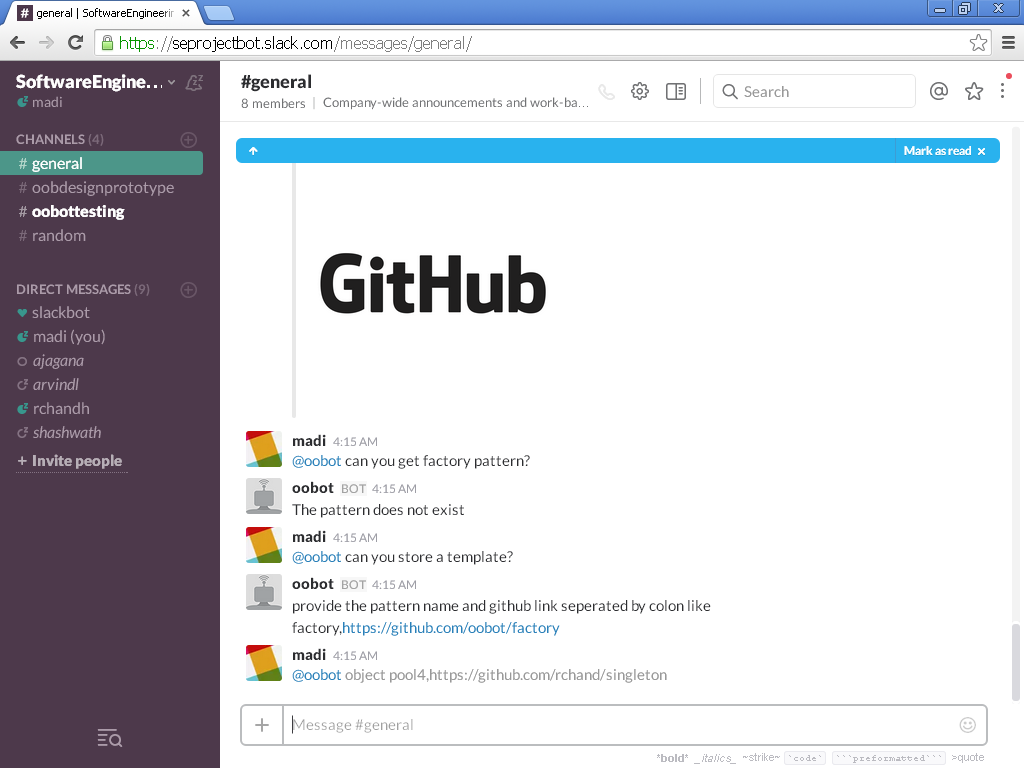 general | SoftwareEngineerin
https://seprojectbot.slack.com/messages/general/
SoftwareEngine...
madi
CHANNELS (4)
# general
# oobdesignprototype
# oobottesting
# random
DIRECT MESSAGES (9)
slackbot
madi (you)
ajagana
arvindl
rchandh
shashwath
+ Invite people
#general
8 members | Company-wide announcements and work-ba...
Search
Mark as read
GitHub
madi 4:15 AM
@oobot can you get factory pattern?
oobot BOT 4:15 AM
The pattern does not exist
madi 4:15 AM
@oobot can you store a template?
oobot BOT 4:15 AM
provide the pattern name and github link seperated by colon like
factory,https://github.com/oobot/factory
madi 4:15 AM
@oobot object pool4,https://github.com/rchand/singleton
Message #general
*bold* _italics_ ~strike~ `code` ```preformatted``` >quote